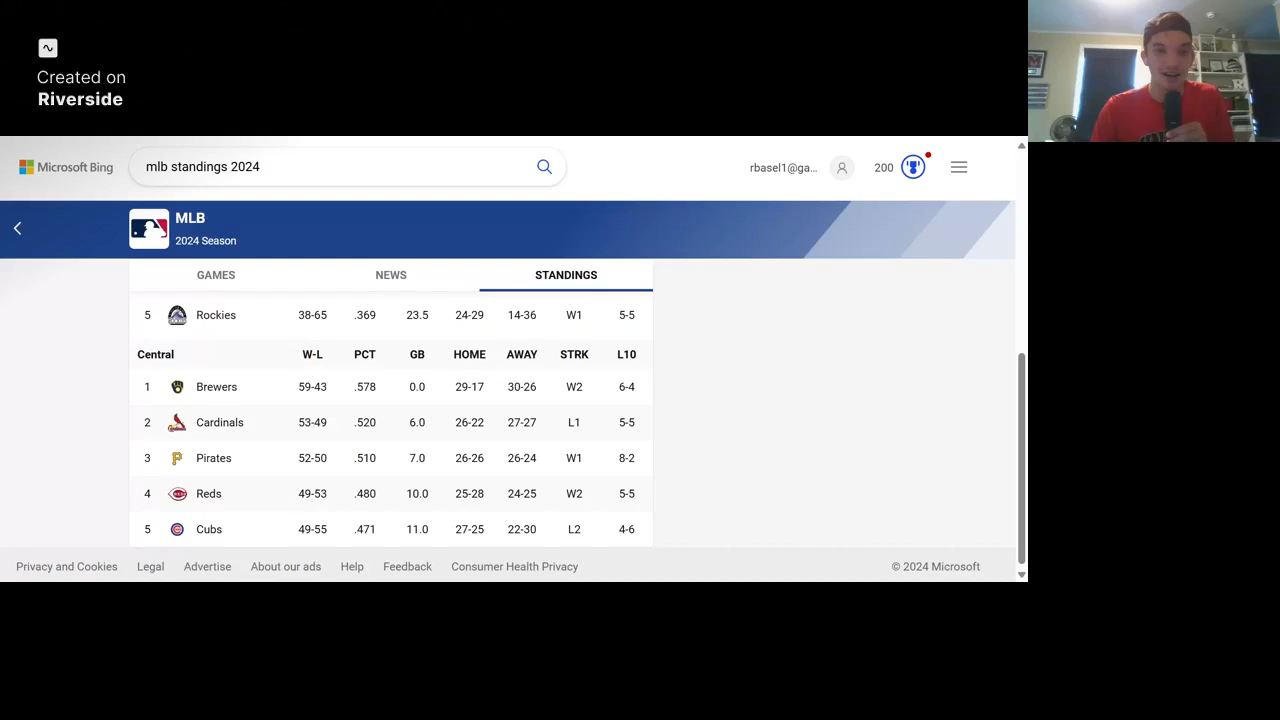 Created on
Riverside
Microsoft Bing
mlb standings 2024
rbasel1@ga...
200
MLB
2024 Season
GAMES NEWS STANDINGS
5 Rockies 38-65 .369 23.5 24-29 14-36 W1 5-5
Central W-L PCT GB HOME AWAY STRK L10
1 Brewers 59-43 .578 0.0 29-17 30-26 W2 6-4
2 Cardinals 53-49 .520 6.0 26-22 27-27 L1 5-5
3 Pirates 52-50 .510 7.0 26-26 26-24 W1 8-2
4 Reds 49-53 .480 10.0 25-28 24-25 W2 5-5
5 Cubs 49-55 .471 11.0 27-25 22-30 L2 4-6
Privacy and Cookies Legal Advertise About our ads Help Feedback Consumer Health Privacy © 2024 Microsoft